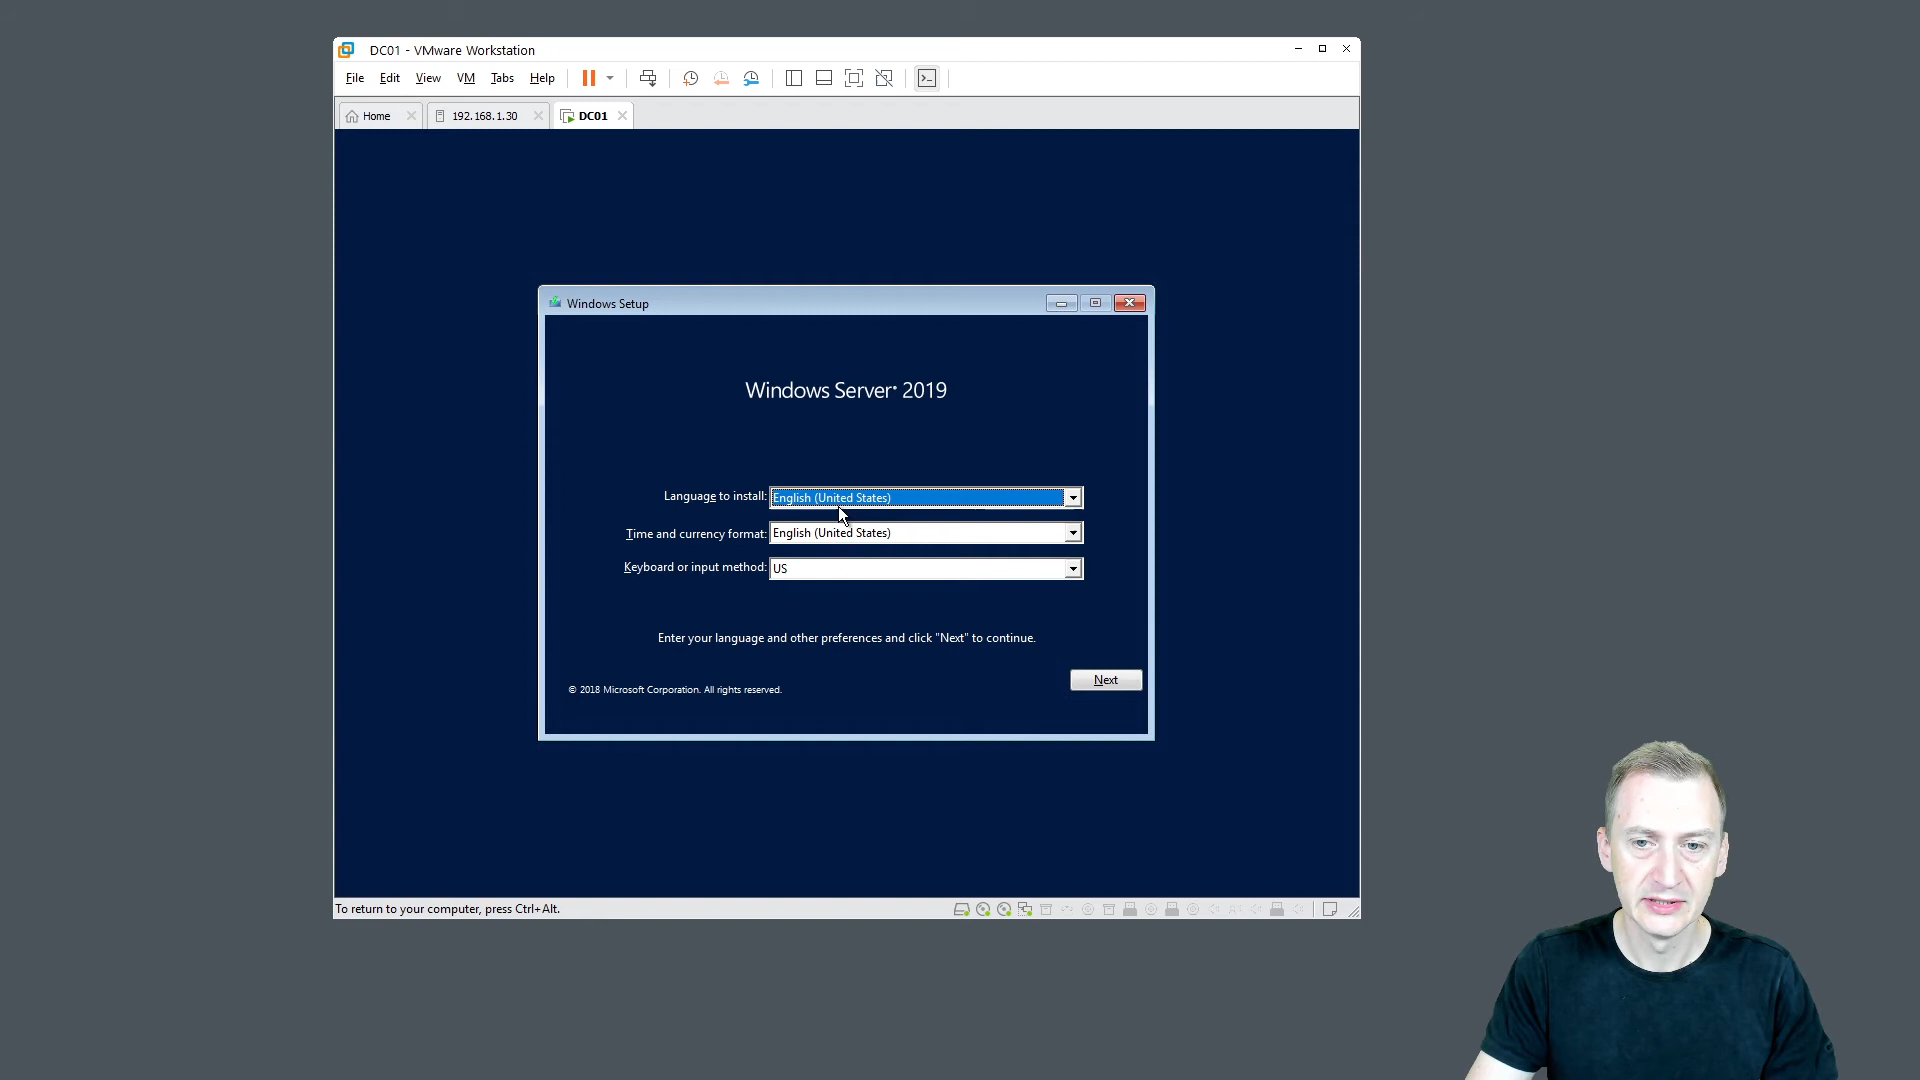 DC01 - VMware Workstation
File Edit View VM Tabs Help
Home 192.168.1.30 DC01
Windows Setup
Windows Server® 2019
Language to install: English (United States)
Time and currency format: English (United States)
Keyboard or input method: US
Enter your language and other preferences and click "Next" to continue.
Next
© 2018 Microsoft Corporation. All rights reserved.
To return to your computer, press Ctrl+Alt.